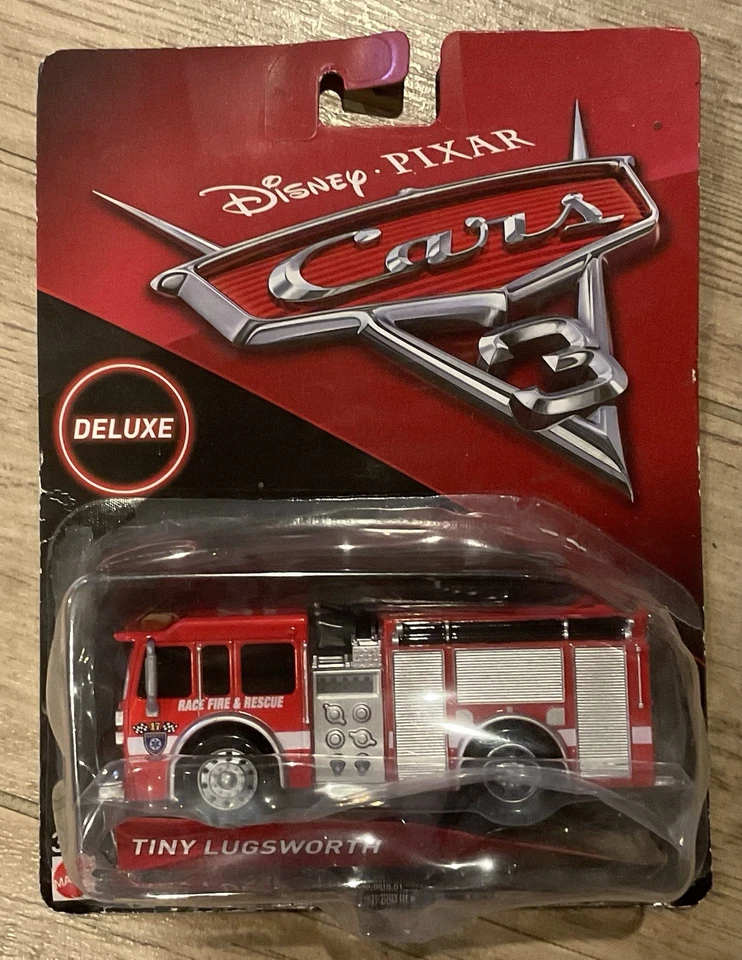 DISNEY · PIXAR
Cars
3
DELUXE
RACE FIRE & RESCUE
17
TINY LUGSWORTH